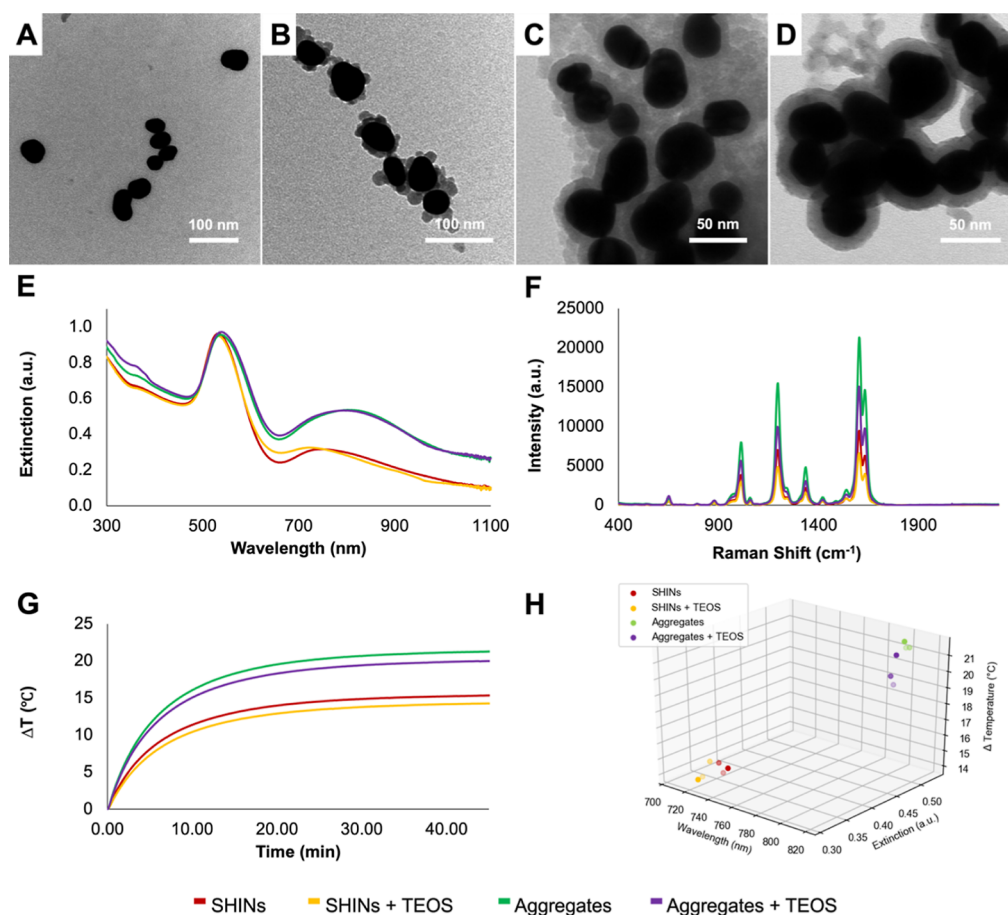 A
B
C
D
100 nm
100 nm
50 nm
50 nm
E
F
1.0
0.8
0.6
0.4
0.2
0.0
Extinction (a.u.)
300
500
700
900
1100
Wavelength (nm)
25000
20000
15000
10000
5000
0
Intensity (a.u.)
400
900
1400
1900
Raman Shift (cm⁻¹)
G
H
25
20
15
10
5
0
ΔT (°C)
0.00
10.00
20.00
30.00
40.00
Time (min)
SHINs
SHINs + TEOS
Aggregates
Aggregates + TEOS
21
20
19
18
17
16
15
14
Δ Temperature (°C)
700
720
740
760
780
800
820
Wavelength (nm)
0.30
0.35
0.40
0.45
0.50
Extinction (a.u.)
SHINs
SHINs + TEOS
Aggregates
Aggregates + TEOS